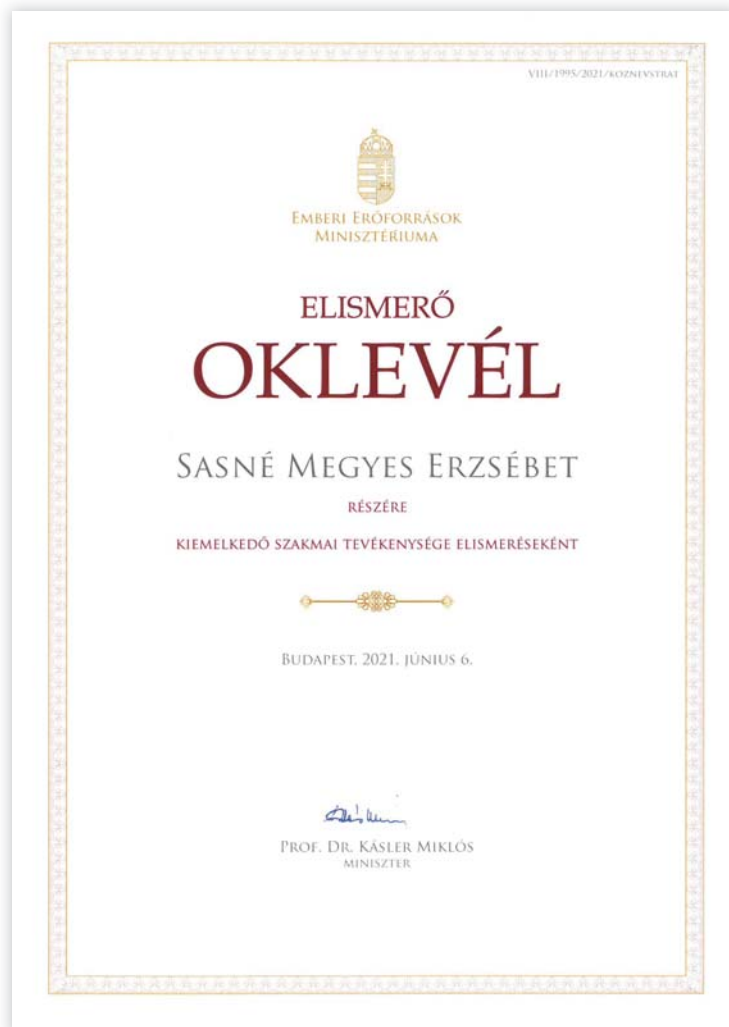 VIII/1995/2021/KOZNEVSTRAT
EMBERI ERŐFORRÁSOK
MINISZTÉRIUMA
ELISMERŐ
OKLEVÉL
SASNÉ MEGYES ERZSÉBET
RÉSZÉRE
KIEMELKEDŐ SZAKMAI TEVÉKENYSÉGE ELISMERÉSEKÉNT
BUDAPEST, 2021. JÚNIUS 6.
PROF. DR. KÁSLER MIKLÓS
MINISZTER